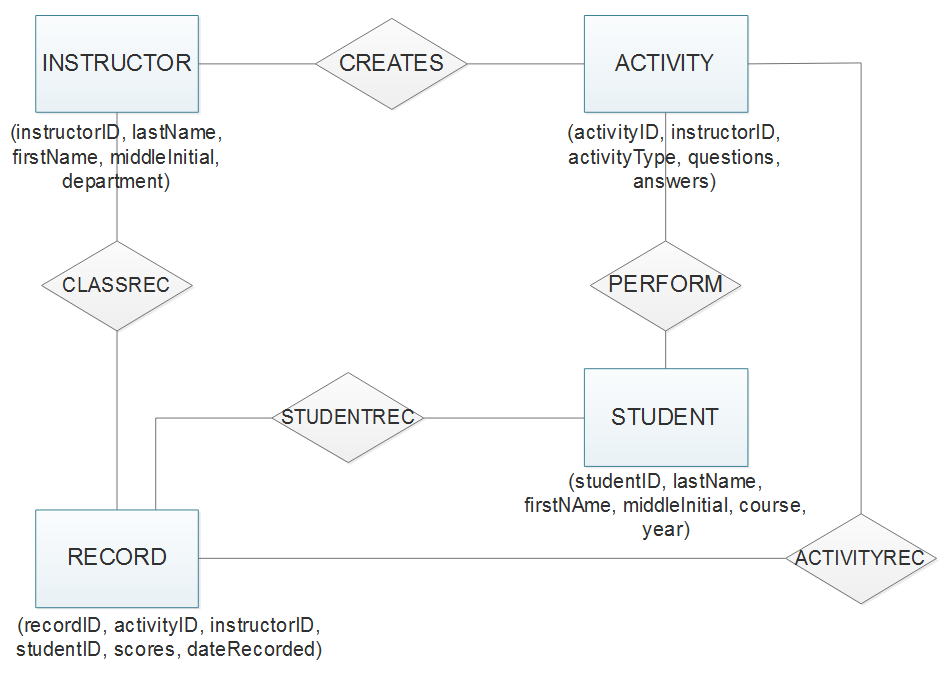 INSTRUCTOR
CREATES
ACTIVITY
(instructorID, lastName,
firstName, middleInitial,
department)
(activityID, instructorID,
activityType, questions,
answers)
CLASSREC
PERFORM
STUDENTREC
STUDENT
(studentID, lastName,
firstNAme, middleInitial, course,
year)
RECORD
ACTIVITYREC
(recordID, activityID, instructorID,
studentID, scores, dateRecorded)